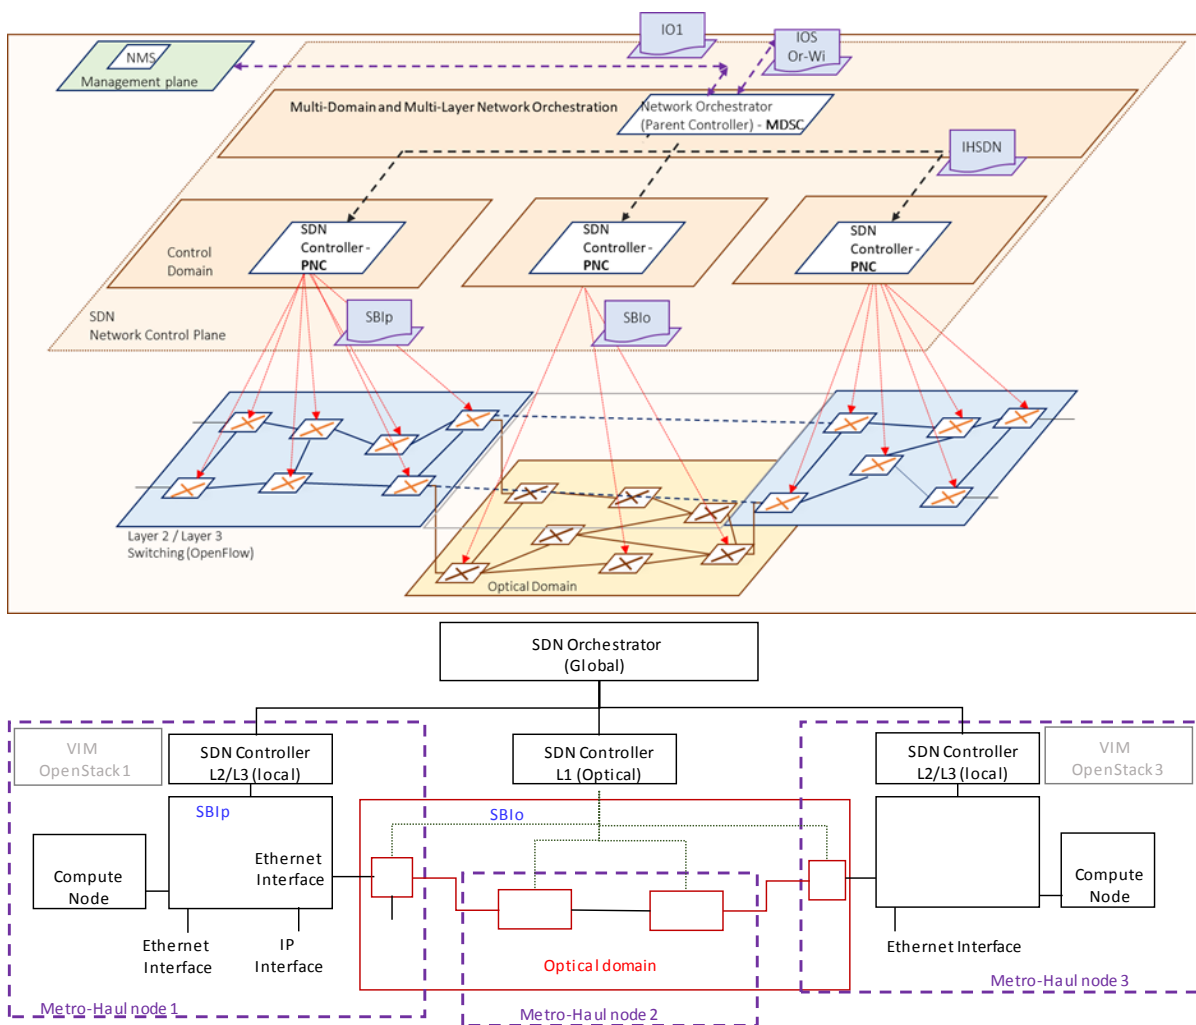 IO1
IOS
Or-Wi
NMS
Management plane
Multi-Domain and Multi-Layer Network Orchestration
Network Orchestrator
(Parent Controller) - MDSC
IHSDN
SDN
Controller-
PNC
SDN
Controller-
PNC
SDN
Controller-
PNC
Control
Domain
SBIp
SBIo
SDN
Network Control Plane
Layer 2 / Layer 3
Switching (OpenFlow)
Optical Domain
SDN Orchestrator
(Global)
VIM
OpenStack 1
SDN Controller
L2/L3 (local)
SDN Controller
L1 (Optical)
SDN Controller
L2/L3 (local)
VIM
OpenStack 3
SBIp
SBIo
Ethernet
Interface
Compute
Node
Compute
Node
Ethernet
Interface
IP
Interface
Ethernet Interface
Optical domain
Metro-Haul node 1
Metro-Haul node 2
Metro-Haul node 3